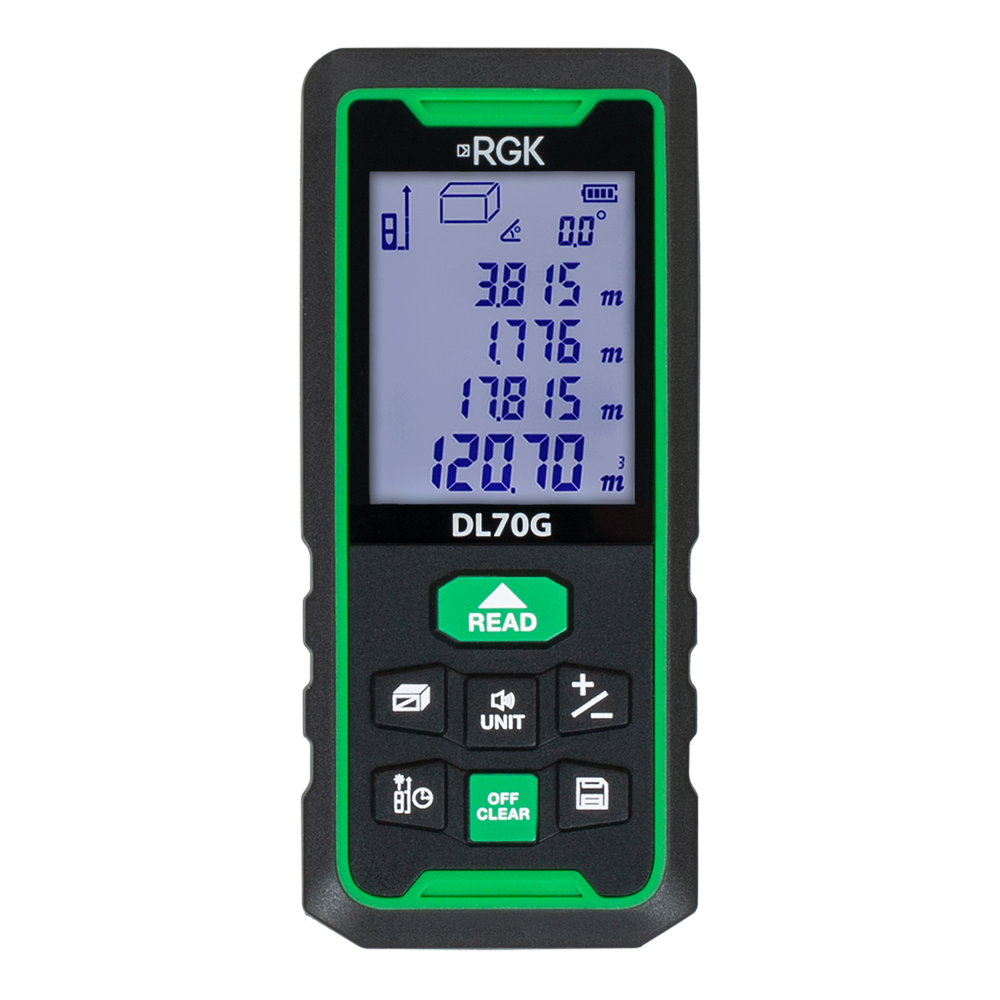 RGK
0.0°
3.815 m
1.776 m
17.815 m
120.70 m³
DL70G
READ
UNIT
+/−
OFF
CLEAR